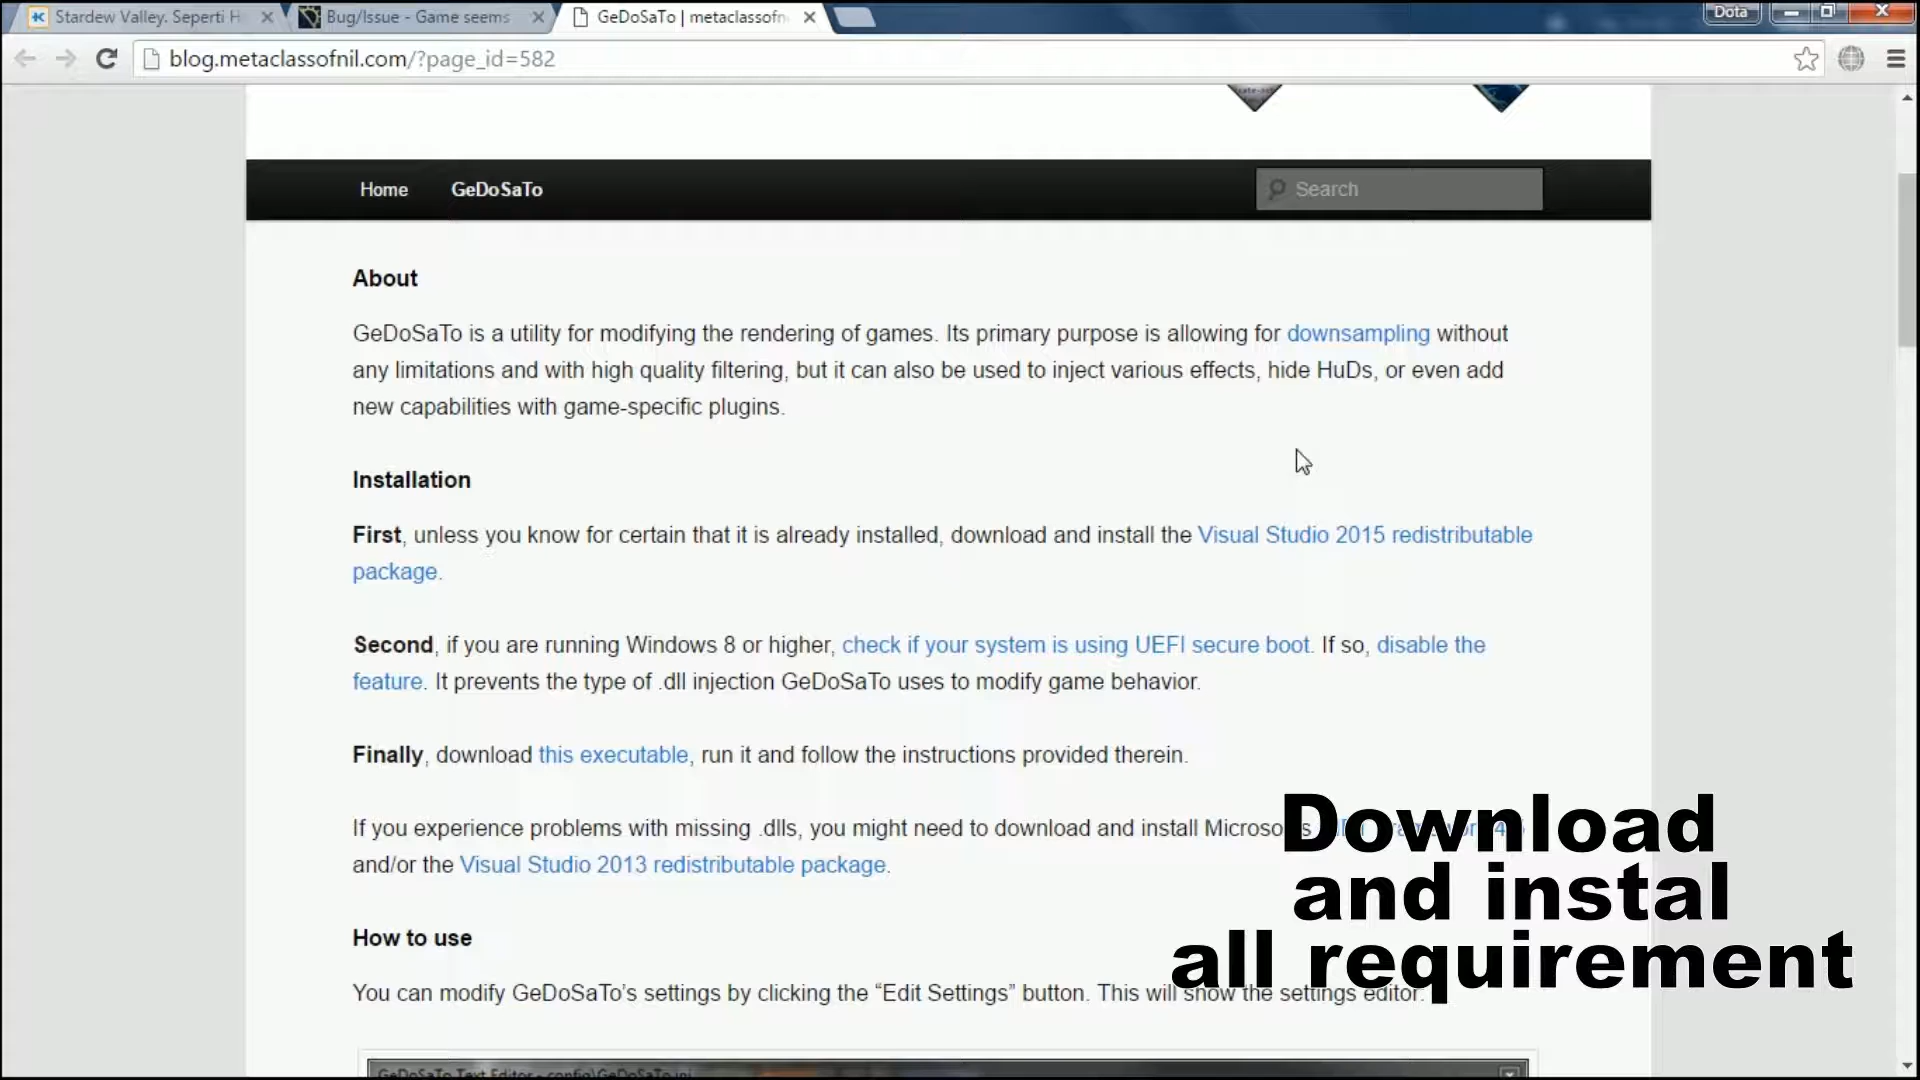 Stardew Valley. Seperti H
Bug/Issue - Game seems
GeDoSaTo | metaclassofn
Dota
blog.metaclassofnil.com/?page_id=582
Home
GeDoSaTo
Search
About
GeDoSaTo is a utility for modifying the rendering of games. Its primary purpose is allowing for downsampling without
any limitations and with high quality filtering, but it can also be used to inject various effects, hide HuDs, or even add
new capabilities with game-specific plugins.
Installation
First, unless you know for certain that it is already installed, download and install the Visual Studio 2015 redistributable
package.
Second, if you are running Windows 8 or higher, check if your system is using UEFI secure boot. If so, disable the
feature. It prevents the type of .dll injection GeDoSaTo uses to modify game behavior.
Finally, download this executable, run it and follow the instructions provided therein.
If you experience problems with missing .dlls, you might need to download and install
and/or the Visual Studio 2013 redistributable package.
How to use
You can modify GeDoSaTo's settings by clicking the “Edit Settings” button. This will show the settings editor:
GeDoSaTo Text Editor - config\GeDoSaTo.ini
Download
and instal
all requirement